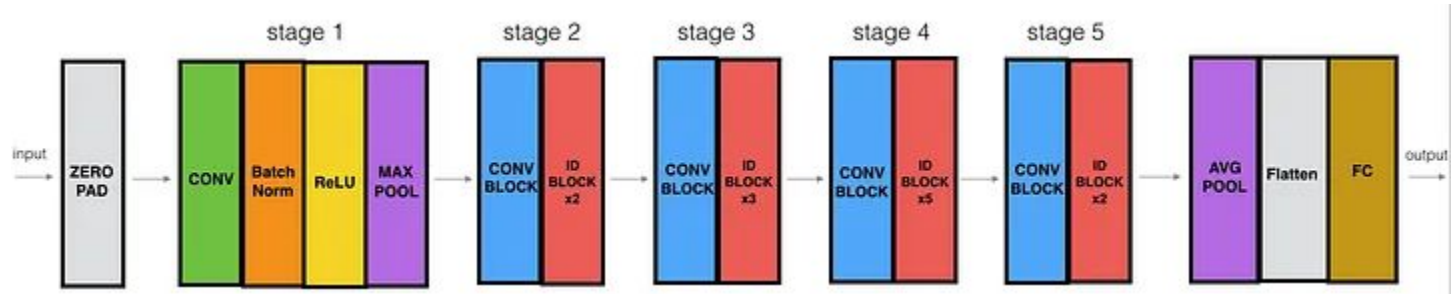 stage 1
stage 2
stage 3
stage 4
stage 5
input
ZERO
PAD
CONV
Batch
Norm
ReLU
MAX
POOL
CONV
BLOCK
ID
BLOCK
x2
CONV
BLOCK
ID
BLOCK
x3
CONV
BLOCK
ID
BLOCK
x5
CONV
BLOCK
ID
BLOCK
x2
AVG
POOL
Flatten
FC
output